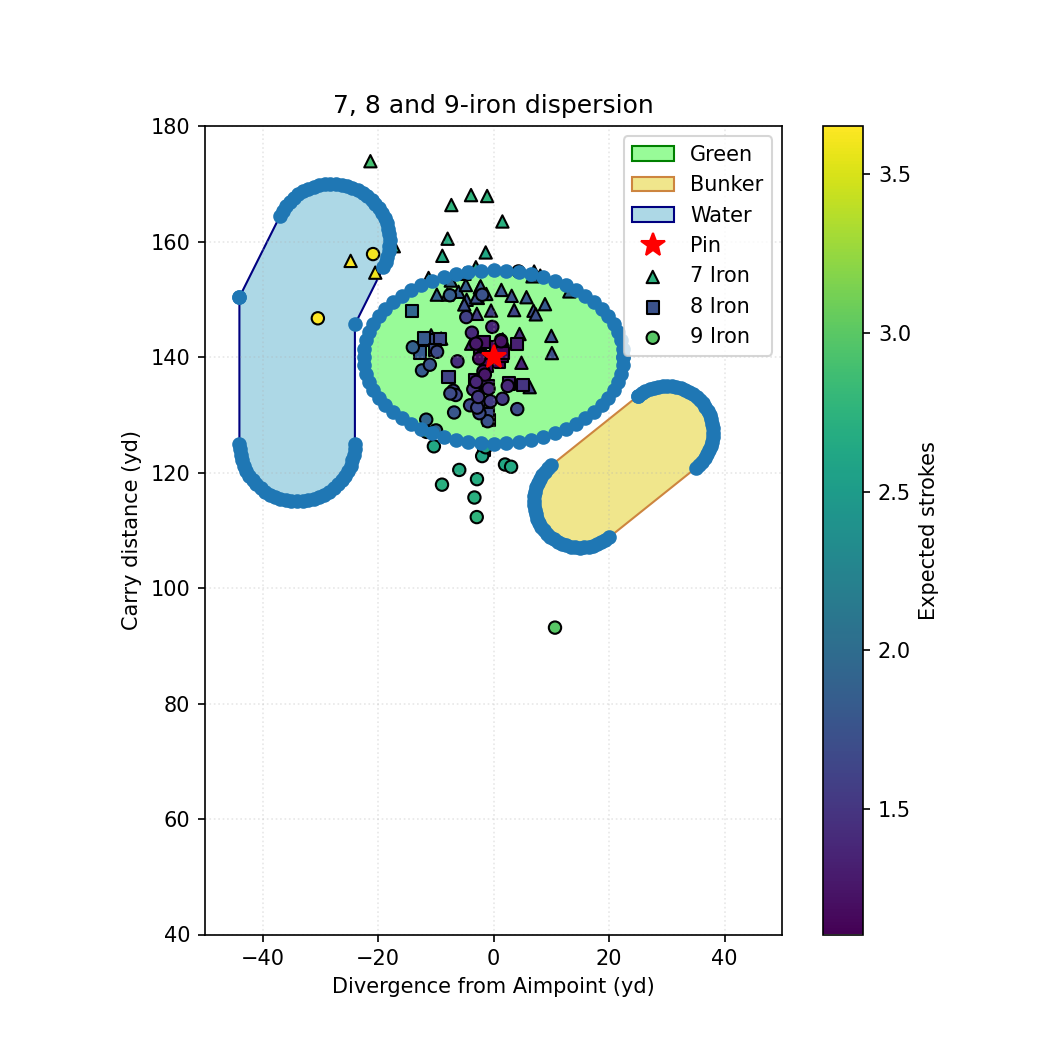 7, 8 and 9-iron dispersion
180
160
140
120
100
80
60
40
Carry distance (yd)
−40
−20
0
20
40
Divergence from Aimpoint (yd)
Green
Bunker
Water
Pin
7 Iron
8 Iron
9 Iron
3.5
3.0
2.5
2.0
1.5
Expected strokes